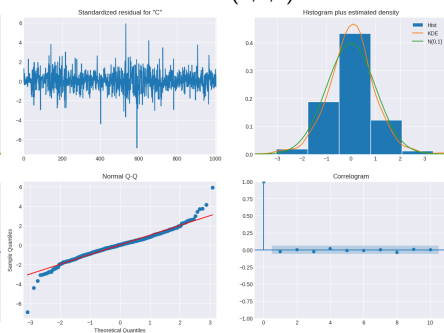 Standardized residual for "C"
6
4
2
0
−2
−4
−6
0 200 400 600 800 1000
Histogram plus estimated density
Hist
KDE
N(0,1)
0.4
0.3
0.2
0.1
0.0
−3 −2 −1 0 1 2 3
Normal Q-Q
Sample Quantiles
6
4
2
0
−2
−4
−6
−3 −2 −1 0 1 2 3
Theoretical Quantiles
Correlogram
1.00
0.75
0.50
0.25
0.00
−0.25
−0.50
−0.75
−1.00
0 2 4 6 8 10